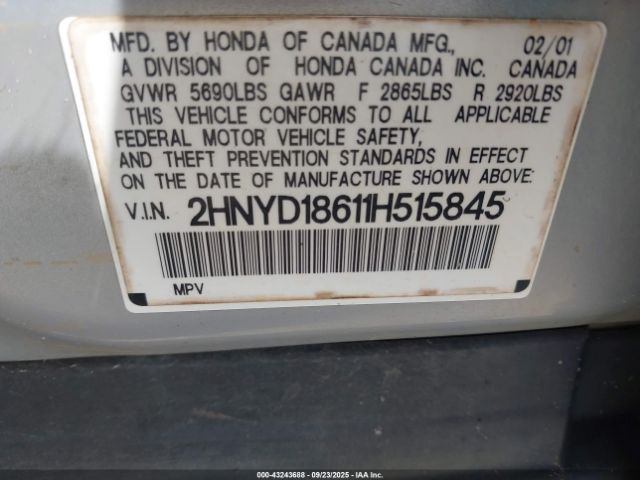 MFD. BY HONDA OF CANADA MFG., 02/01
A DIVISION OF HONDA CANADA INC. CANADA
GVWR 5690LBS GAWR F 2865LBS R 2920LBS
THIS VEHICLE CONFORMS TO ALL APPLICABLE
FEDERAL MOTOR VEHICLE SAFETY,
AND THEFT PREVENTION STANDARDS IN EFFECT
ON THE DATE OF MANUFACTURE SHOWN ABOVE:
V.I.N. 2HNYD18611H515845
MPV
000-43243688 - 09/23/2025 - IAAI.COM